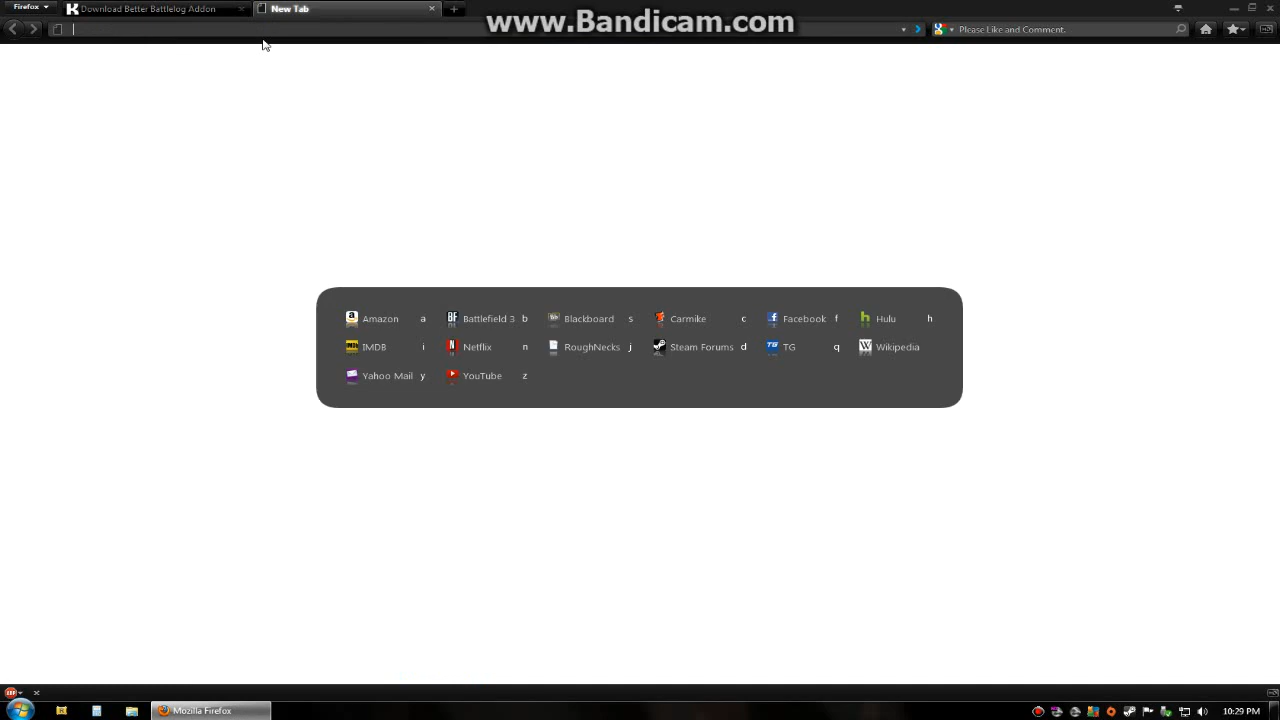 www.Bandicam.com
Firefox
Download Better Battlelog Addon
New Tab
Please Like and Comment.
Amazon a Battlefield 3 b Blackboard s Carmike c Facebook f Hulu h
IMDB i Netflix n RoughNecks j Steam Forums d TG q Wikipedia
Yahoo Mail y YouTube z
ABP
Mozilla Firefox
10:29 PM